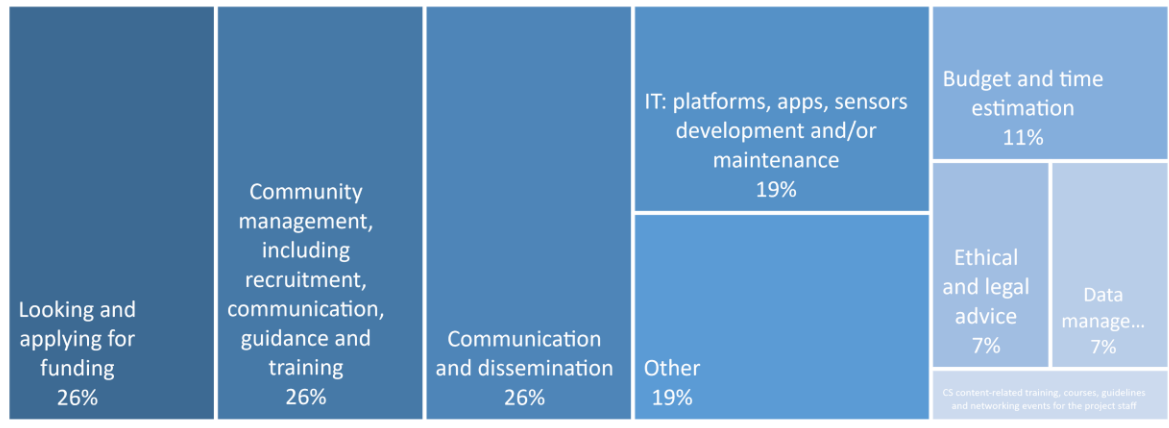 Looking and
applying for
funding
26%
Community
management,
including
recruitment,
communication,
guidance and
training
26%
Communication
and dissemination
26%
IT: platforms, apps, sensors
development and/or
maintenance
19%
Other
19%
Budget and time
estimation
11%
Ethical
and legal
advice
7%
Data
manage...
7%
CS content-related training, courses, guidelines
and networking events for the project staff